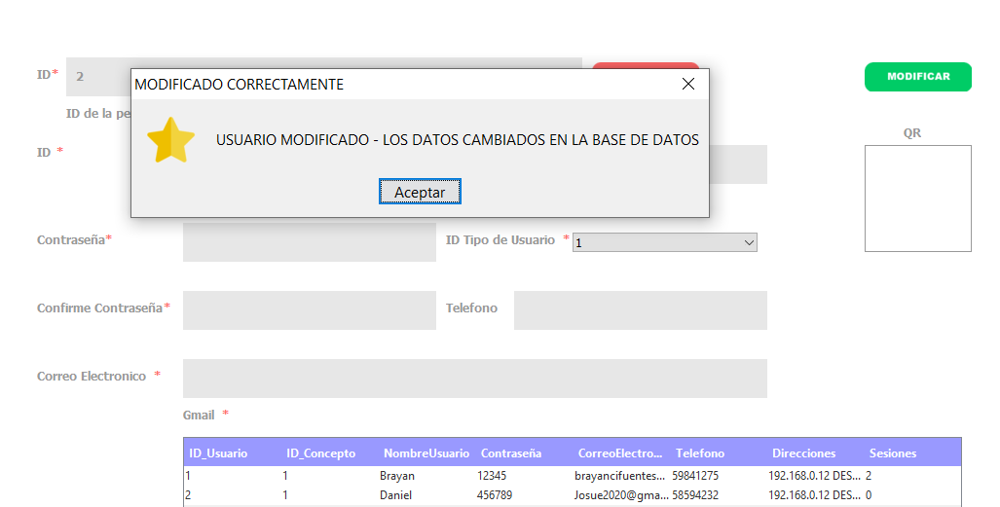 ID*
2
MODIFICAR
MODIFICADO CORRECTAMENTE
ID de la pe
USUARIO MODIFICADO - LOS DATOS CAMBIADOS EN LA BASE DE DATOS
Aceptar
QR
ID *
Contraseña*
ID Tipo de Usuario *
1
Confirme Contraseña*
Telefono
Correo Electronico *
Gmail *
ID_Usuario ID_Concepto NombreUsuario Contraseña CorreoElectro... Telefono Direcciones Sesiones
1 1 Brayan 12345 brayancifuentes... 59841275 192.168.0.12 DES... 2
2 1 Daniel 456789 Josue2020@gma... 58594232 192.168.0.12 DES... 0